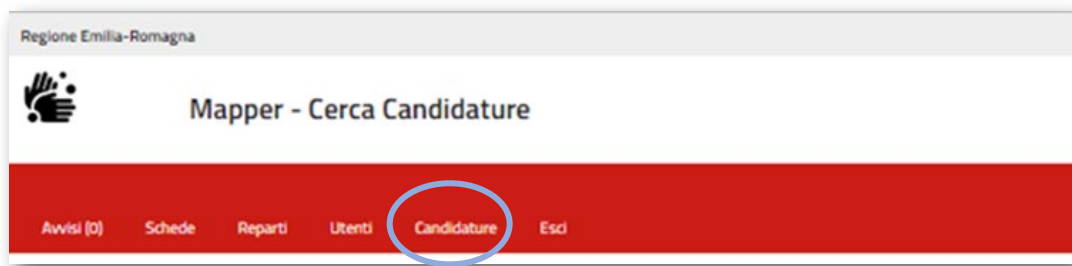 Regione Emilia-Romagna
Mapper - Cerca Candidature
Avvisi (0) Schede Reparti Utenti Candidature Esci